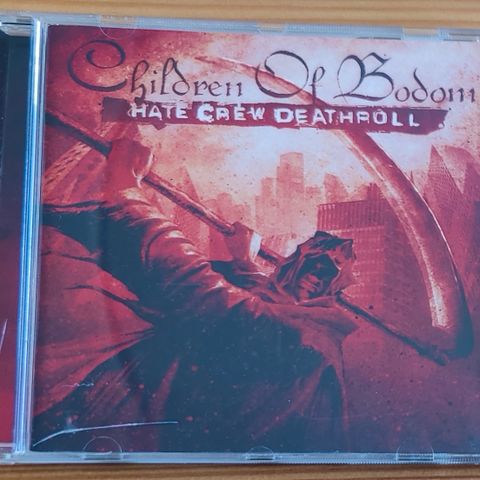 Children Of Bodom
HATE CREW DEATHROLL